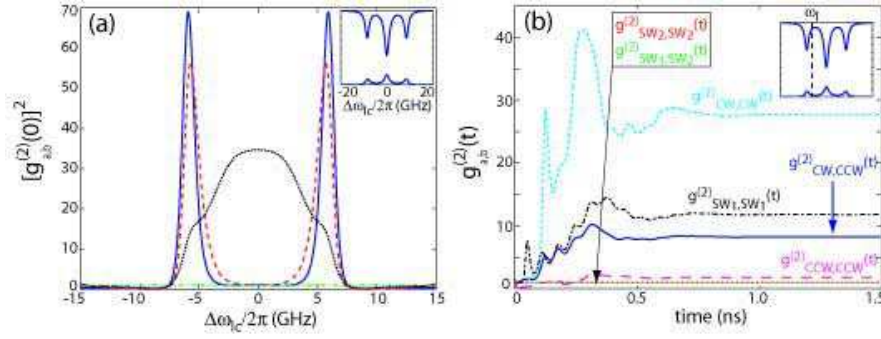 (a)
[g(2)a,b(0)]2
70
60
50
40
30
20
10
0
-15
-10
-5
0
5
10
15
Δωlc/2π (GHz)
-20
0
20
Δωlc/2π (GHz)
(b)
g(2)a,b(t)
40
30
20
10
0
0
0.5
1.0
1.5
time (ns)
g(2)SW2,SW2(t)
g(2)SW1,SW2(t)
ωl
g(2)CW,CW(t)
g(2)CW,CCW(t)
g(2)SW1,SW1(t)
g(2)CCW,CCW(t)